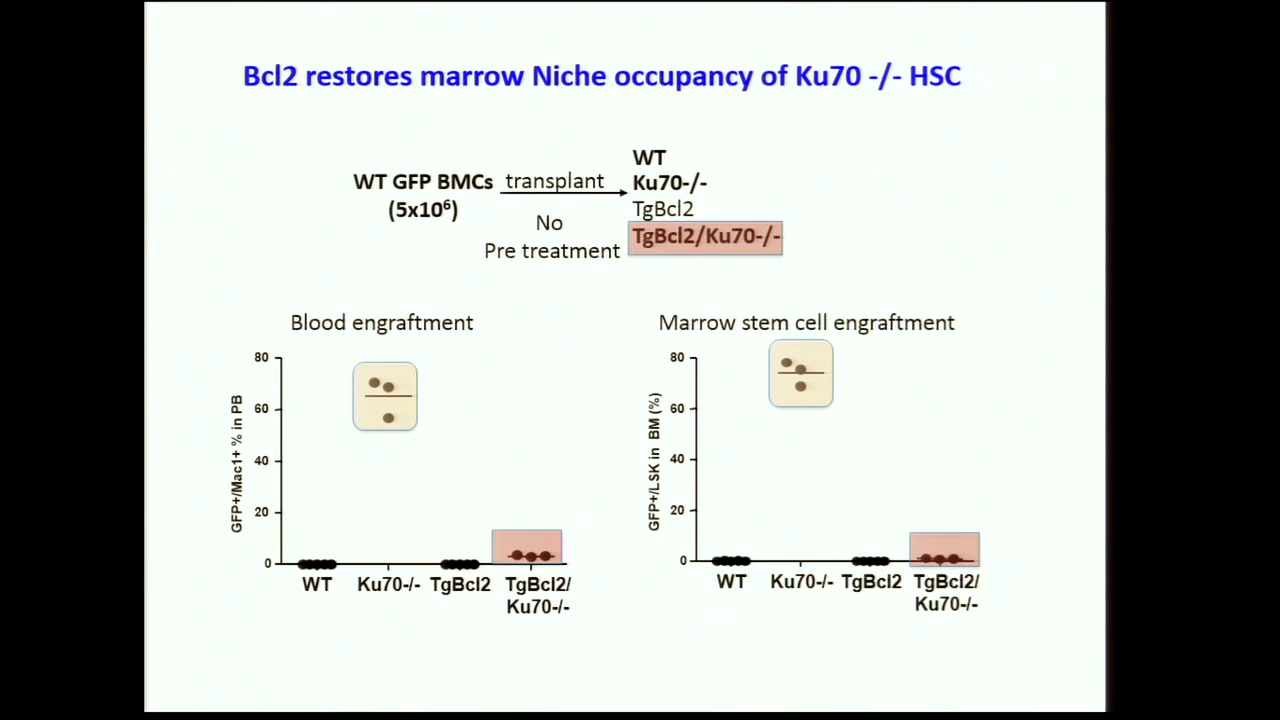 Bcl2 restores marrow Niche occupancy of Ku70 -/- HSC
WT GFP BMCs
(5x10⁶)
transplant
No
Pre treatment
WT
Ku70-/-
TgBcl2
TgBcl2/Ku70-/-
Blood engraftment
GFP+/Mac1+ % in PB
80
60
40
20
0
WT
Ku70-/-
TgBcl2
TgBcl2/
Ku70-/-
Marrow stem cell engraftment
GFP+/LSK in BM (%)
80
60
40
20
0
WT
Ku70-/-
TgBcl2
TgBcl2/
Ku70-/-